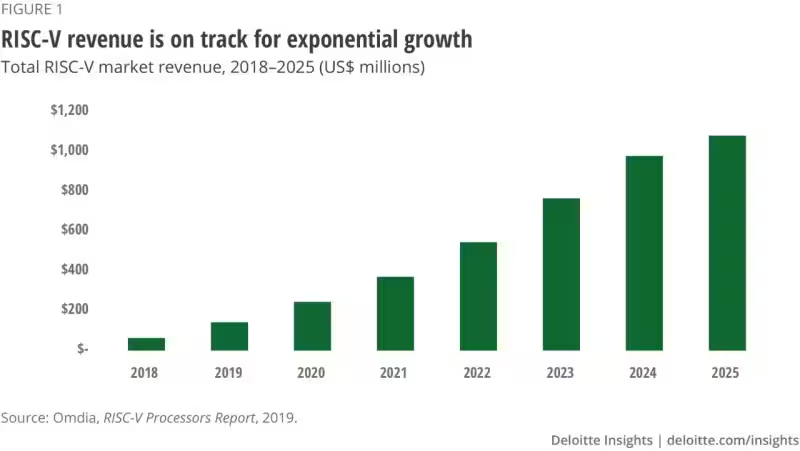 FIGURE 1
RISC-V revenue is on track for exponential growth
Total RISC-V market revenue, 2018–2025 (US$ millions)
$1,200
$1,000
$800
$600
$400
$200
$-
2018 2019 2020 2021 2022 2023 2024 2025
Source: Omdia, RISC-V Processors Report, 2019.
Deloitte Insights | deloitte.com/insights